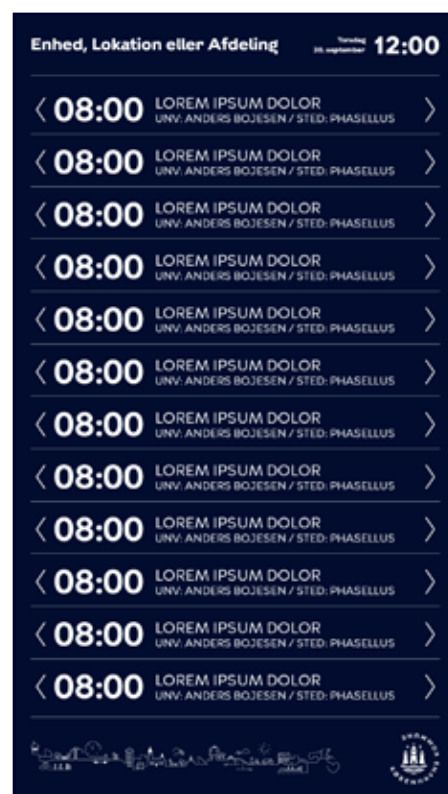 Enhed, Lokation eller Afdeling
Torsdag
20. september
12:00
08:00
LOREM IPSUM DOLOR
UNV: ANDERS BOJESEN / STED: PHASELLUS
08:00
LOREM IPSUM DOLOR
UNV: ANDERS BOJESEN / STED: PHASELLUS
08:00
LOREM IPSUM DOLOR
UNV: ANDERS BOJESEN / STED: PHASELLUS
08:00
LOREM IPSUM DOLOR
UNV: ANDERS BOJESEN / STED: PHASELLUS
08:00
LOREM IPSUM DOLOR
UNV: ANDERS BOJESEN / STED: PHASELLUS
08:00
LOREM IPSUM DOLOR
UNV: ANDERS BOJESEN / STED: PHASELLUS
08:00
LOREM IPSUM DOLOR
UNV: ANDERS BOJESEN / STED: PHASELLUS
08:00
LOREM IPSUM DOLOR
UNV: ANDERS BOJESEN / STED: PHASELLUS
08:00
LOREM IPSUM DOLOR
UNV: ANDERS BOJESEN / STED: PHASELLUS
08:00
LOREM IPSUM DOLOR
UNV: ANDERS BOJESEN / STED: PHASELLUS
08:00
LOREM IPSUM DOLOR
UNV: ANDERS BOJESEN / STED: PHASELLUS
08:00
LOREM IPSUM DOLOR
UNV: ANDERS BOJESEN / STED: PHASELLUS